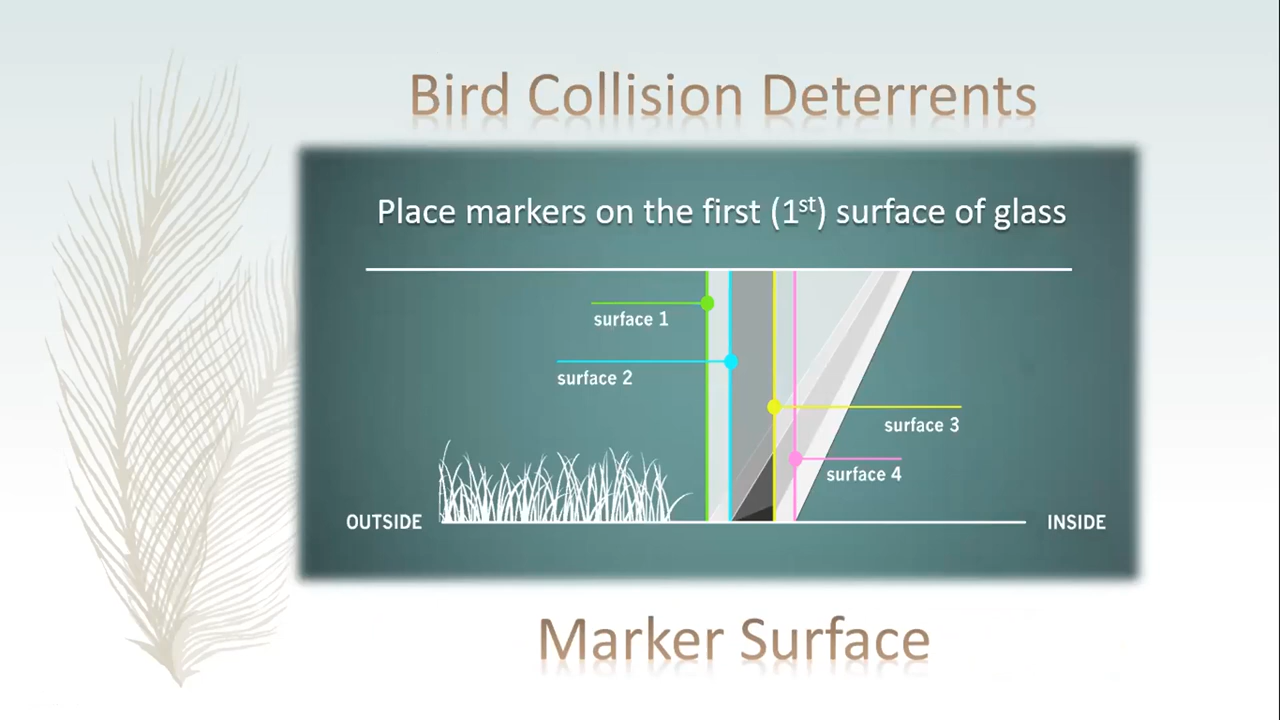 Bird Collision Deterrents
Place markers on the first (1st) surface of glass
surface 1
surface 2
surface 3
surface 4
OUTSIDE
INSIDE
Marker Surface